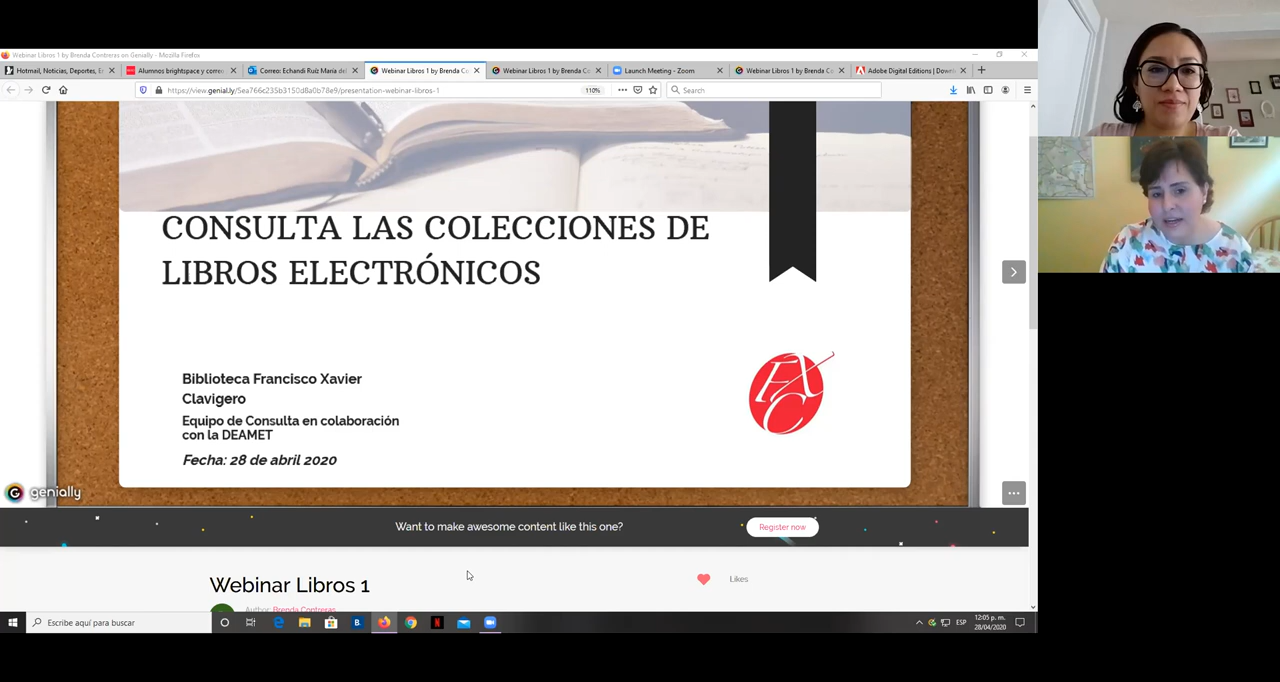 Webinar Libros 1 by Brenda Contreras on Genially - Mozilla Firefox
Hotmail, Noticias, Deportes, E
Alumnos brightspace y corre
Correo: Echandi Ruiz María del
Webinar Libros 1 by Brenda Co
Webinar Libros 1 by Brenda Co
Launch Meeting - Zoom
Webinar Libros 1 by Brenda Co
Adobe Digital Editions | Down
https://view.genial.ly/5ea766c235b3150d8a0b78e9/presentation-webinar-libros-1
110%
Search
CONSULTA LAS COLECCIONES DE
LIBROS ELECTRÓNICOS
Biblioteca Francisco Xavier
Clavigero
Equipo de Consulta en colaboración
con la DEAMET
Fecha: 28 de abril 2020
FXC
genially
Want to make awesome content like this one?
Register now
Webinar Libros 1
Likes
Author: Brenda Contreras
Escribe aquí para buscar
ESP
12:05 p. m.
28/04/2020